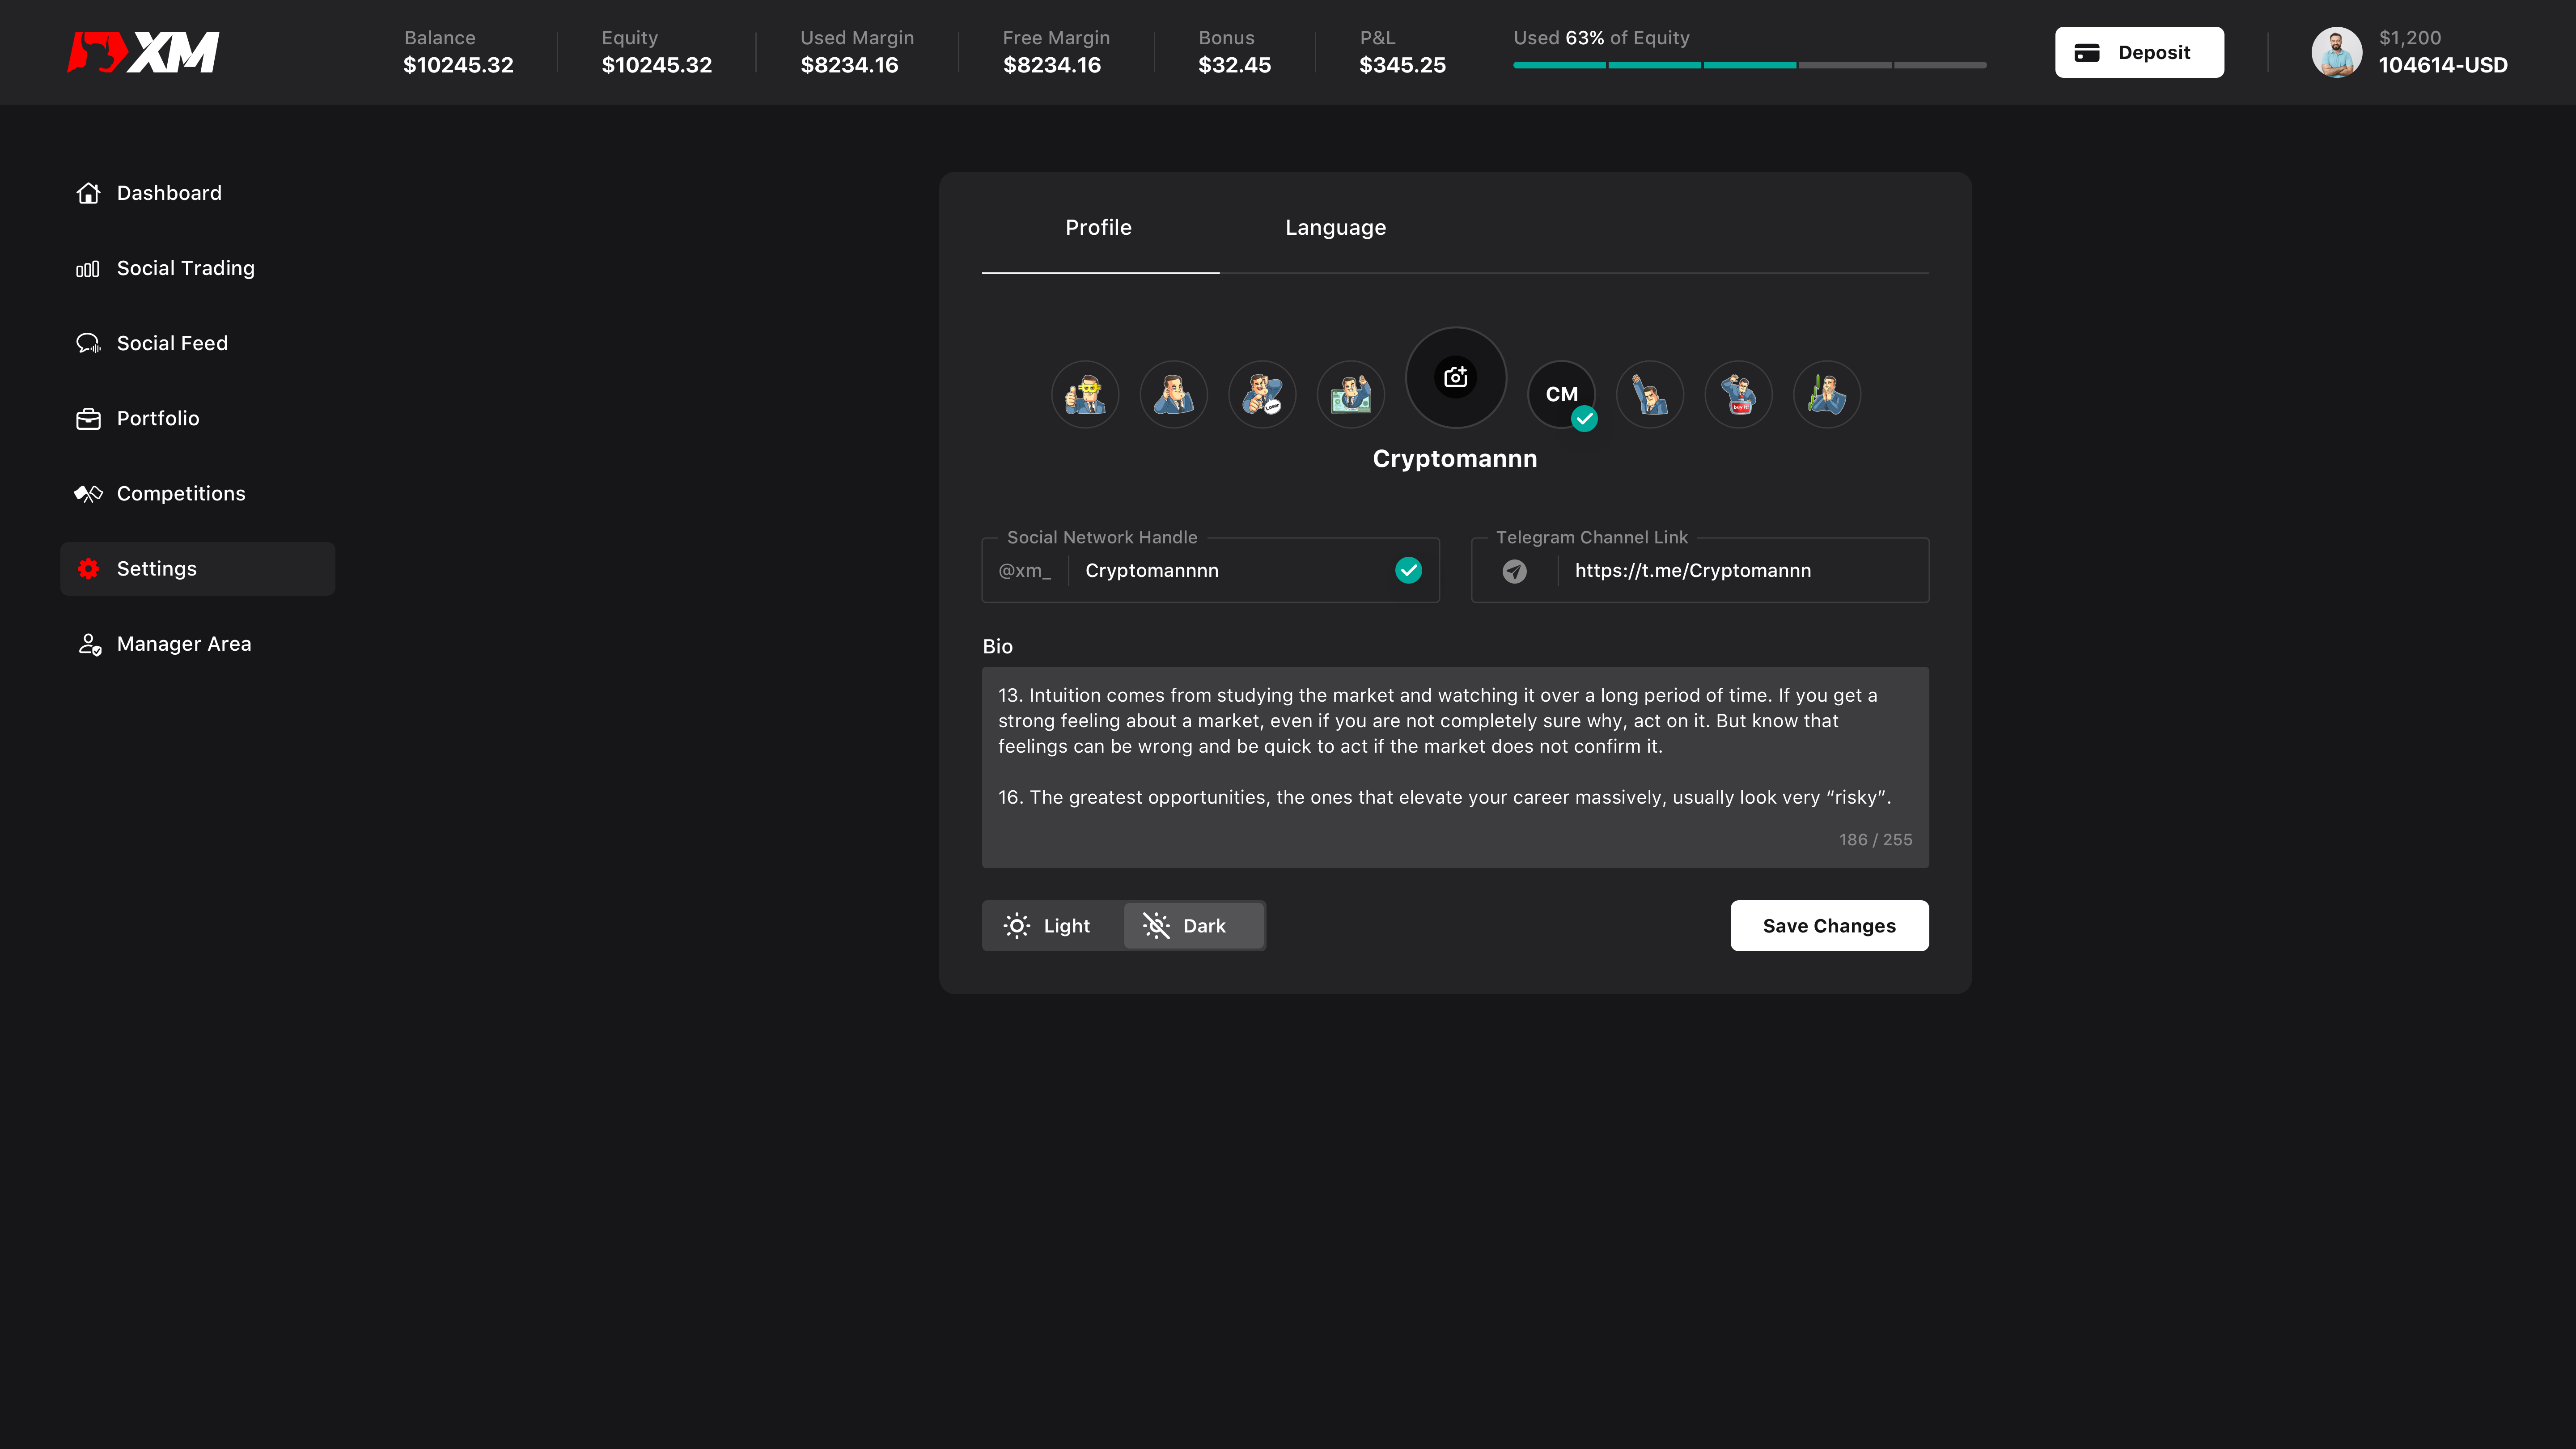 XM
Balance
$10245.32
Equity
$10245.32
Used Margin
$8234.16
Free Margin
$8234.16
Bonus
$32.45
P&L
$345.25
Used 63% of Equity
Deposit
$1,200
104614-USD
Dashboard
Social Trading
Social Feed
Portfolio
Competitions
Settings
Manager Area
Profile
Language
Loser
CM
buy it!
Cryptomannn
Social Network Handle
@xm_
Cryptomannnn
Telegram Channel Link
https://t.me/Cryptomannn
Bio
13. Intuition comes from studying the market and watching it over a long period of time. If you get a
strong feeling about a market, even if you are not completely sure why, act on it. But know that
feelings can be wrong and be quick to act if the market does not confirm it.
16. The greatest opportunities, the ones that elevate your career massively, usually look very “risky”.
186 / 255
Light
Dark
Save Changes